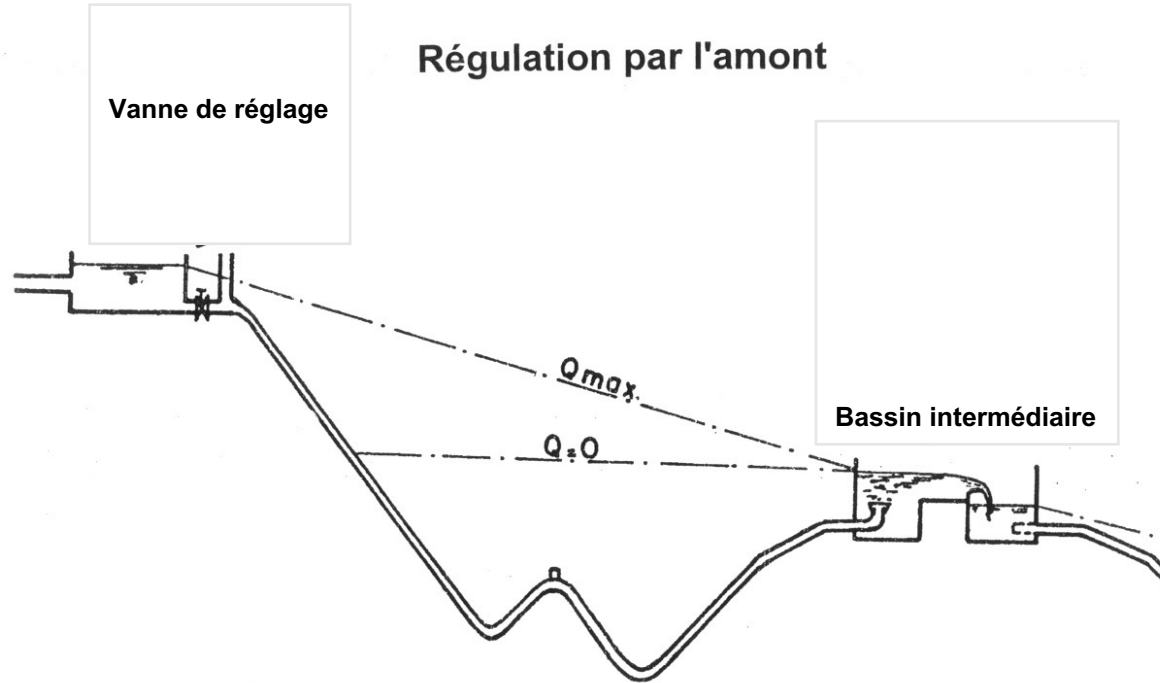 Régulation par l'amont
Vanne de réglage
Qmax.
Q=0
Bassin intermédiaire